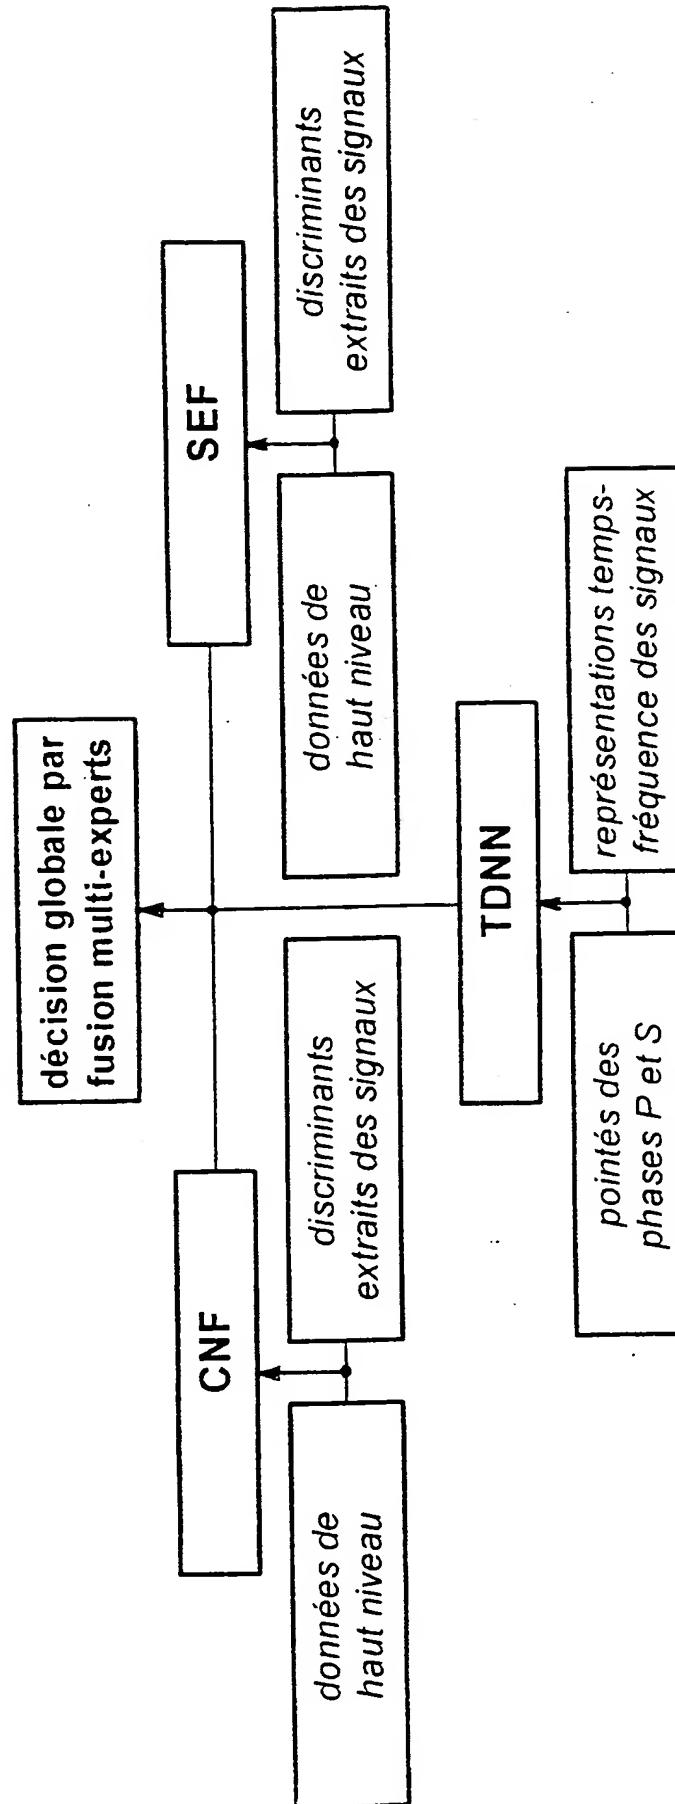 décision globale par
fusion multi-experts
CNF
SEF
données de
haut niveau
discriminants
extraits des signaux
données de
haut niveau
discriminants
extraits des signaux
TDNN
pointés des
phases P et S
représentations temps-
fréquence des signaux